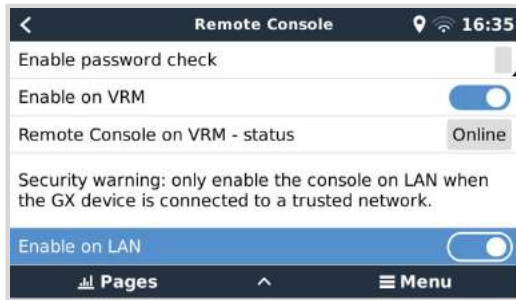 Remote Console 16:35
Enable password check
Enable on VRM
Remote Console on VRM - status Online
Security warning: only enable the console on LAN when
the GX device is connected to a trusted network.
Enable on LAN
Pages Menu